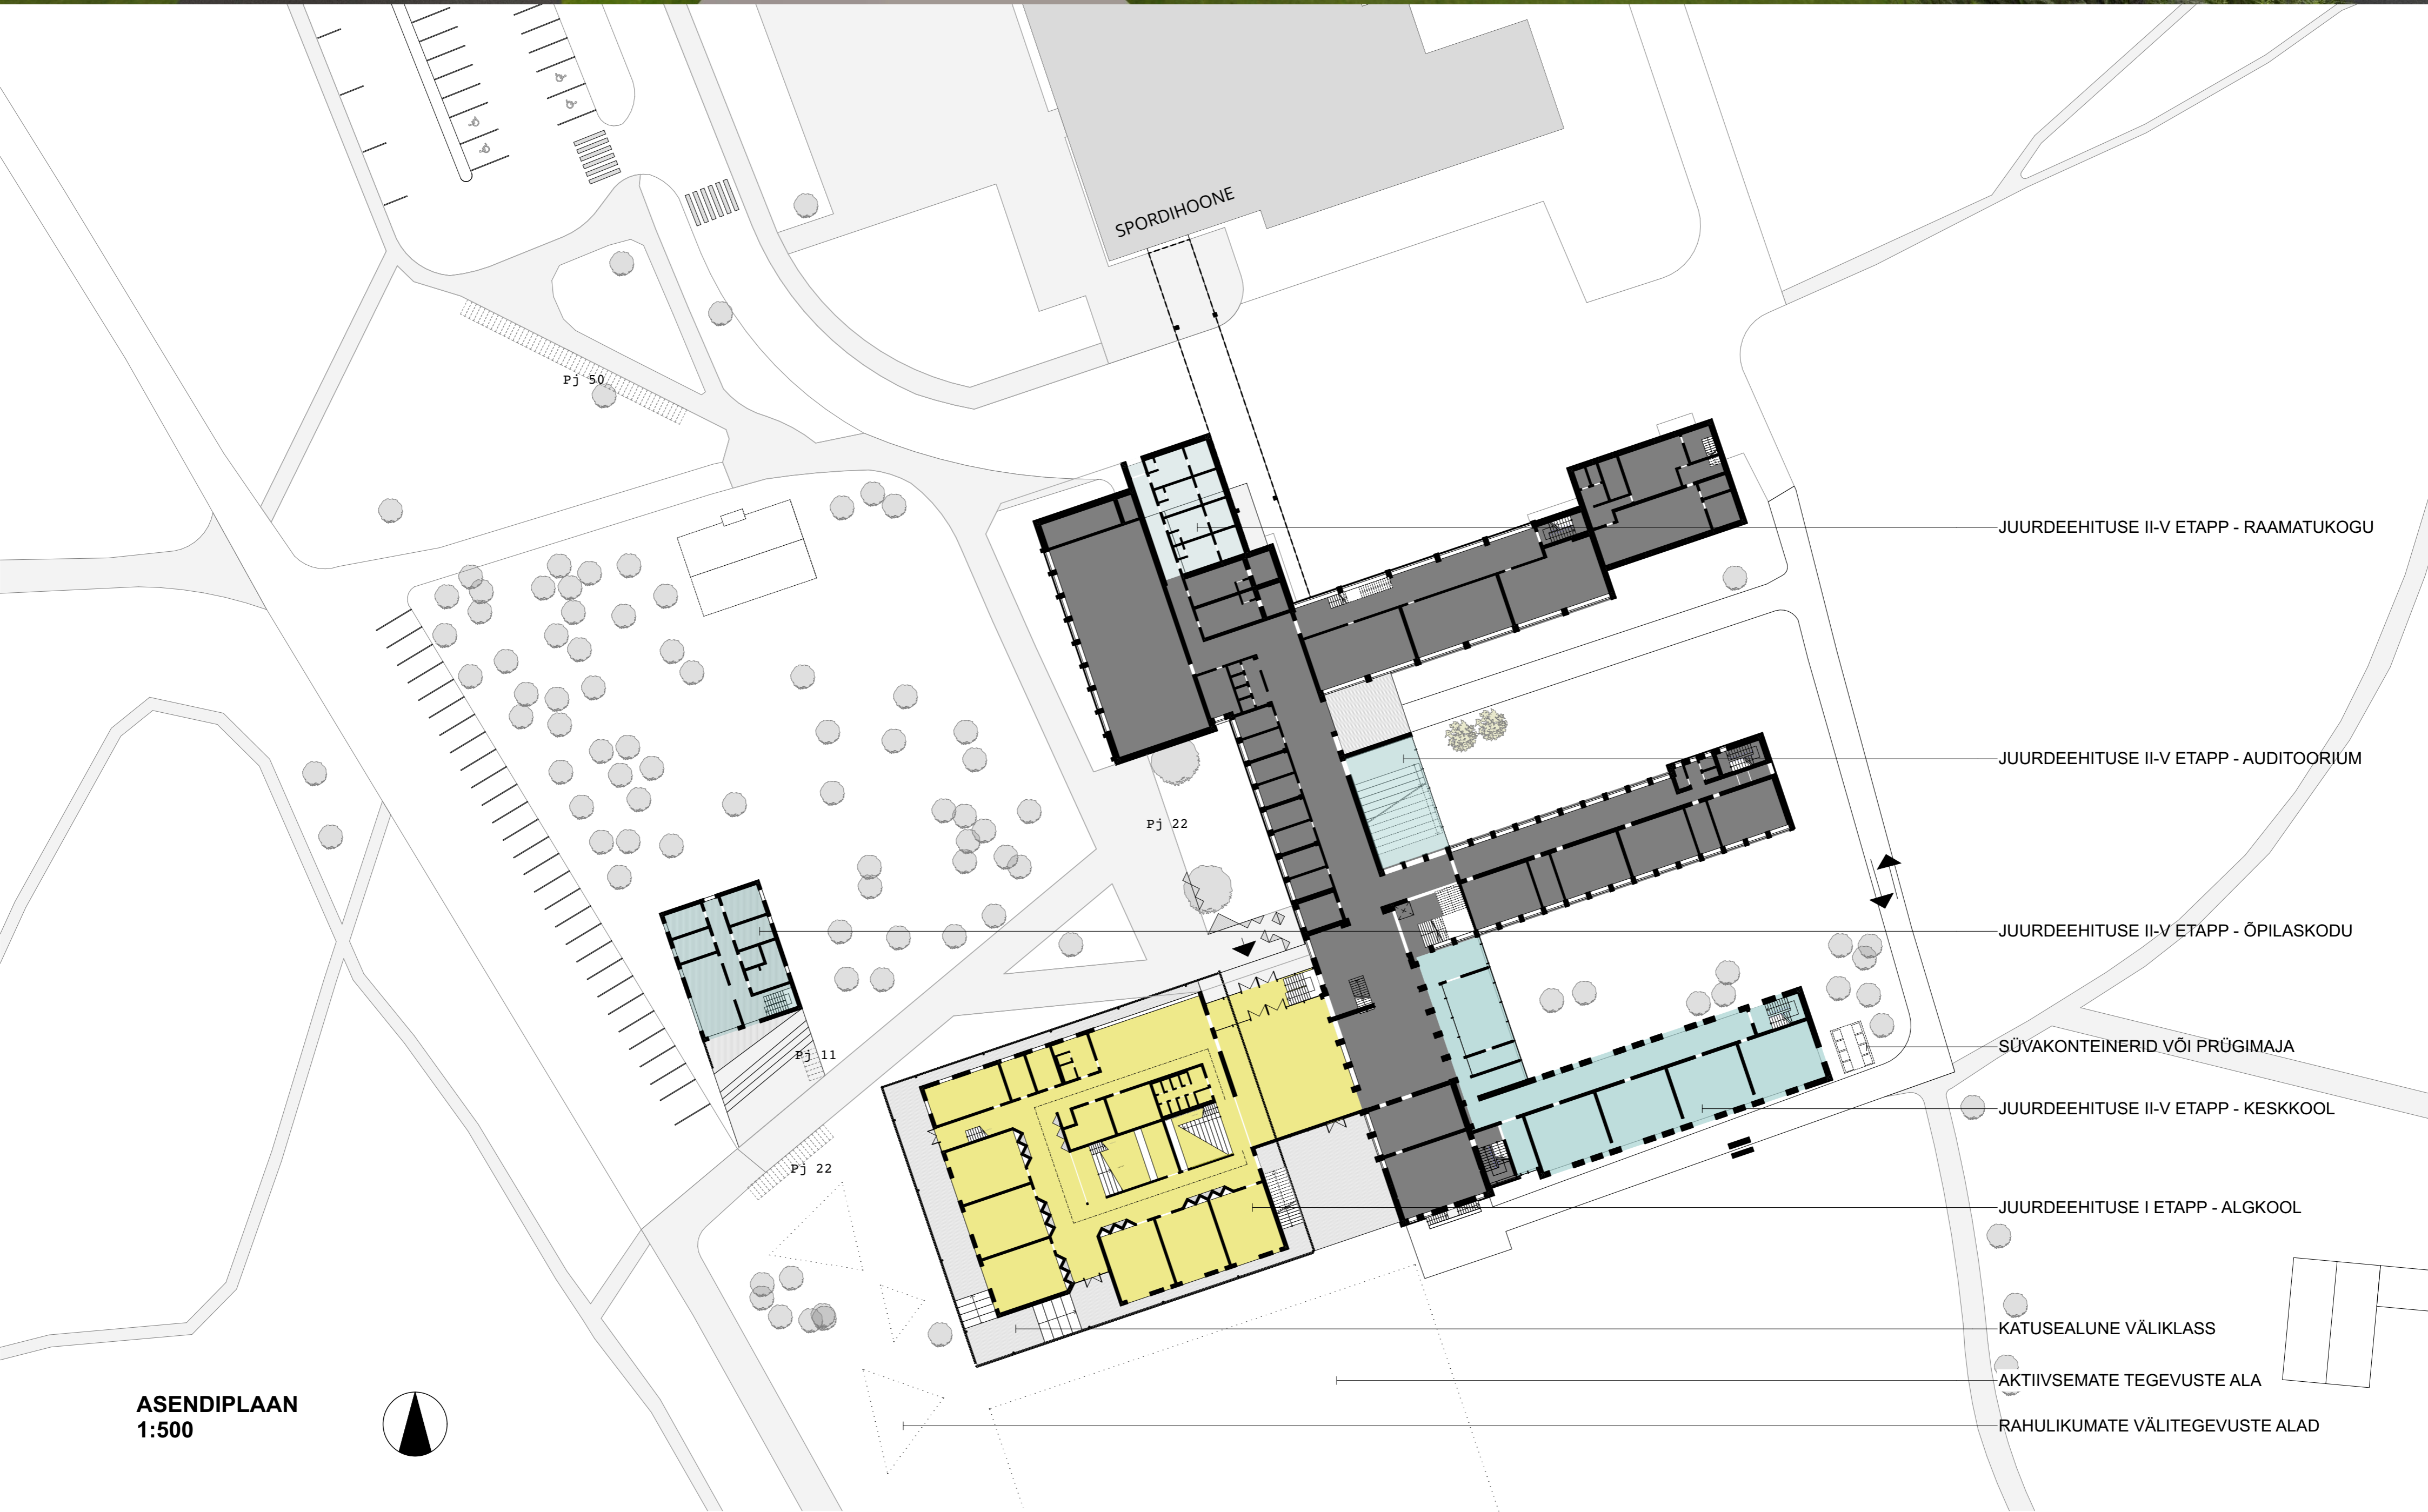 SPORDIHOONE
Pj 50
JUURDEEHITUSE II-V ETAPP - RAAMATUKOGU
JUURDEEHITUSE II-V ETAPP - AUDITOORIUM
Pj 22
JUURDEEHITUSE II-V ETAPP - ÕPILASKODU
SÜVAKONTEINERID VÕI PRÜGIMAJA
Pj 11
JUURDEEHITUSE II-V ETAPP - KESKKOOL
Pj 22
JUURDEEHITUSE I ETAPP - ALGKOOL
KATUSEALUNE VÄLIKLASS
AKTIIVSEMATE TEGEVUSTE ALA
RAHULIKUMATE VÄLITEGEVUSTE ALAD
ASENDIPLAAN
1:500